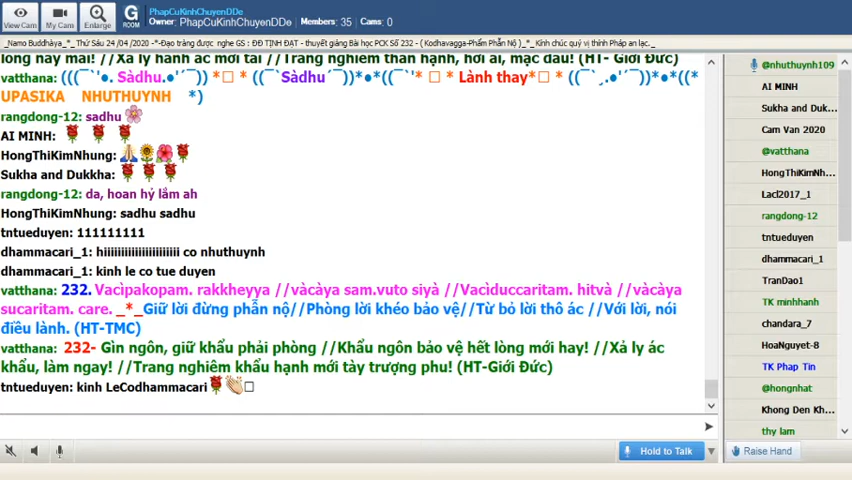 View Cam
My Cam
Enlarge
G
ROOM
PhapCuKinhChuyenDDe
Owner: PhapCuKinhChuyenDDe Members: 35 Cams: 0
_Namo Buddhàya_*_ Thứ Sáu 24 /04 /2020 -*-Đạo tràng được nghe GS : ĐĐ TỊNH ĐẠT - thuyết giảng Bài học PCK Số 232 - ( Kodhavagga-Phẩm Phẫn Nộ )_*_ Kính chúc quý vị thính Pháp an lạc._
lòng này mãi! //Xả ly hành ác mới tài //Trang nghiêm thân hạnh, hỡi ai, mạc dầu! (HT- Giới Đức)
vatthana: (((¯`'•. Sàdhu.•'´¯)) *□ * ((¯´Sàdhu´¯))*•*((¯`'* □ * Lành thay*□ * ((¯`¸.•'´¯))*•*((*
UPASIKA NHUTHUYNH *)
rangdong-12: sadhu
AI MINH:
HongThiKimNhung:
Sukha and Dukkha:
rangdong-12: da, hoan hỷ lắm ah
HongThiKimNhung: sadhu sadhu
tntueduyen: 111111111
dhammacari_1: hiiiiiiiiiiiiiiiiiiiii co nhuthuynh
dhammacari_1: kinh le co tue duyen
vatthana: 232. Vacìpakopam. rakkheyya //vàcàya sam.vuto siyà //Vacìduccaritam. hitvà //vàcàya
sucaritam. care. _*_Giữ lời đừng phẫn nộ//Phòng lời khéo bảo vệ//Từ bỏ lời thô ác //Với lời, nói
điều lành. (HT-TMC)
vatthana: 232- Gìn ngôn, giữ khẩu phải phòng //Khẩu ngôn bảo vệ hết lòng mới hay! //Xả ly ác
khẩu, làm ngay! //Trang nghiêm khẩu hạnh mới tày trượng phu! (HT-Giới Đức)
tntueduyen: kinh LeCodhammacari
@nhuthuynh109
AI MINH
Sukha and Duk...
Cam Van 2020
@vatthana
HongThiKimNh...
Lacl2017_1
rangdong-12
tntueduyen
dhammacari_1
TranDao1
TK minhhanh
chandara_7
HoaNguyet-8
TK Phap Tin
@hongnhat
Khong Den Kh...
thy lam
Hold to Talk
Raise Hand